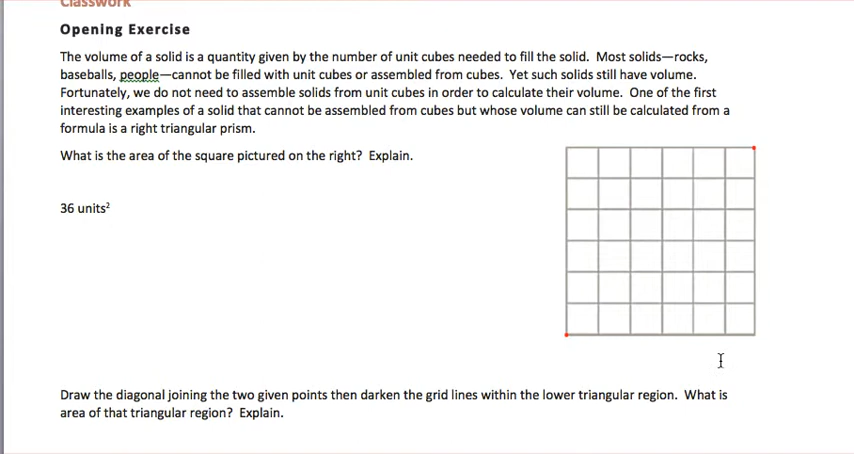 Classwork
Opening Exercise
The volume of a solid is a quantity given by the number of unit cubes needed to fill the solid. Most solids—rocks,
baseballs, people—cannot be filled with unit cubes or assembled from cubes. Yet such solids still have volume.
Fortunately, we do not need to assemble solids from unit cubes in order to calculate their volume. One of the first
interesting examples of a solid that cannot be assembled from cubes but whose volume can still be calculated from a
formula is a right triangular prism.
What is the area of the square pictured on the right? Explain.
36 units²
Draw the diagonal joining the two given points then darken the grid lines within the lower triangular region. What is
area of that triangular region? Explain.